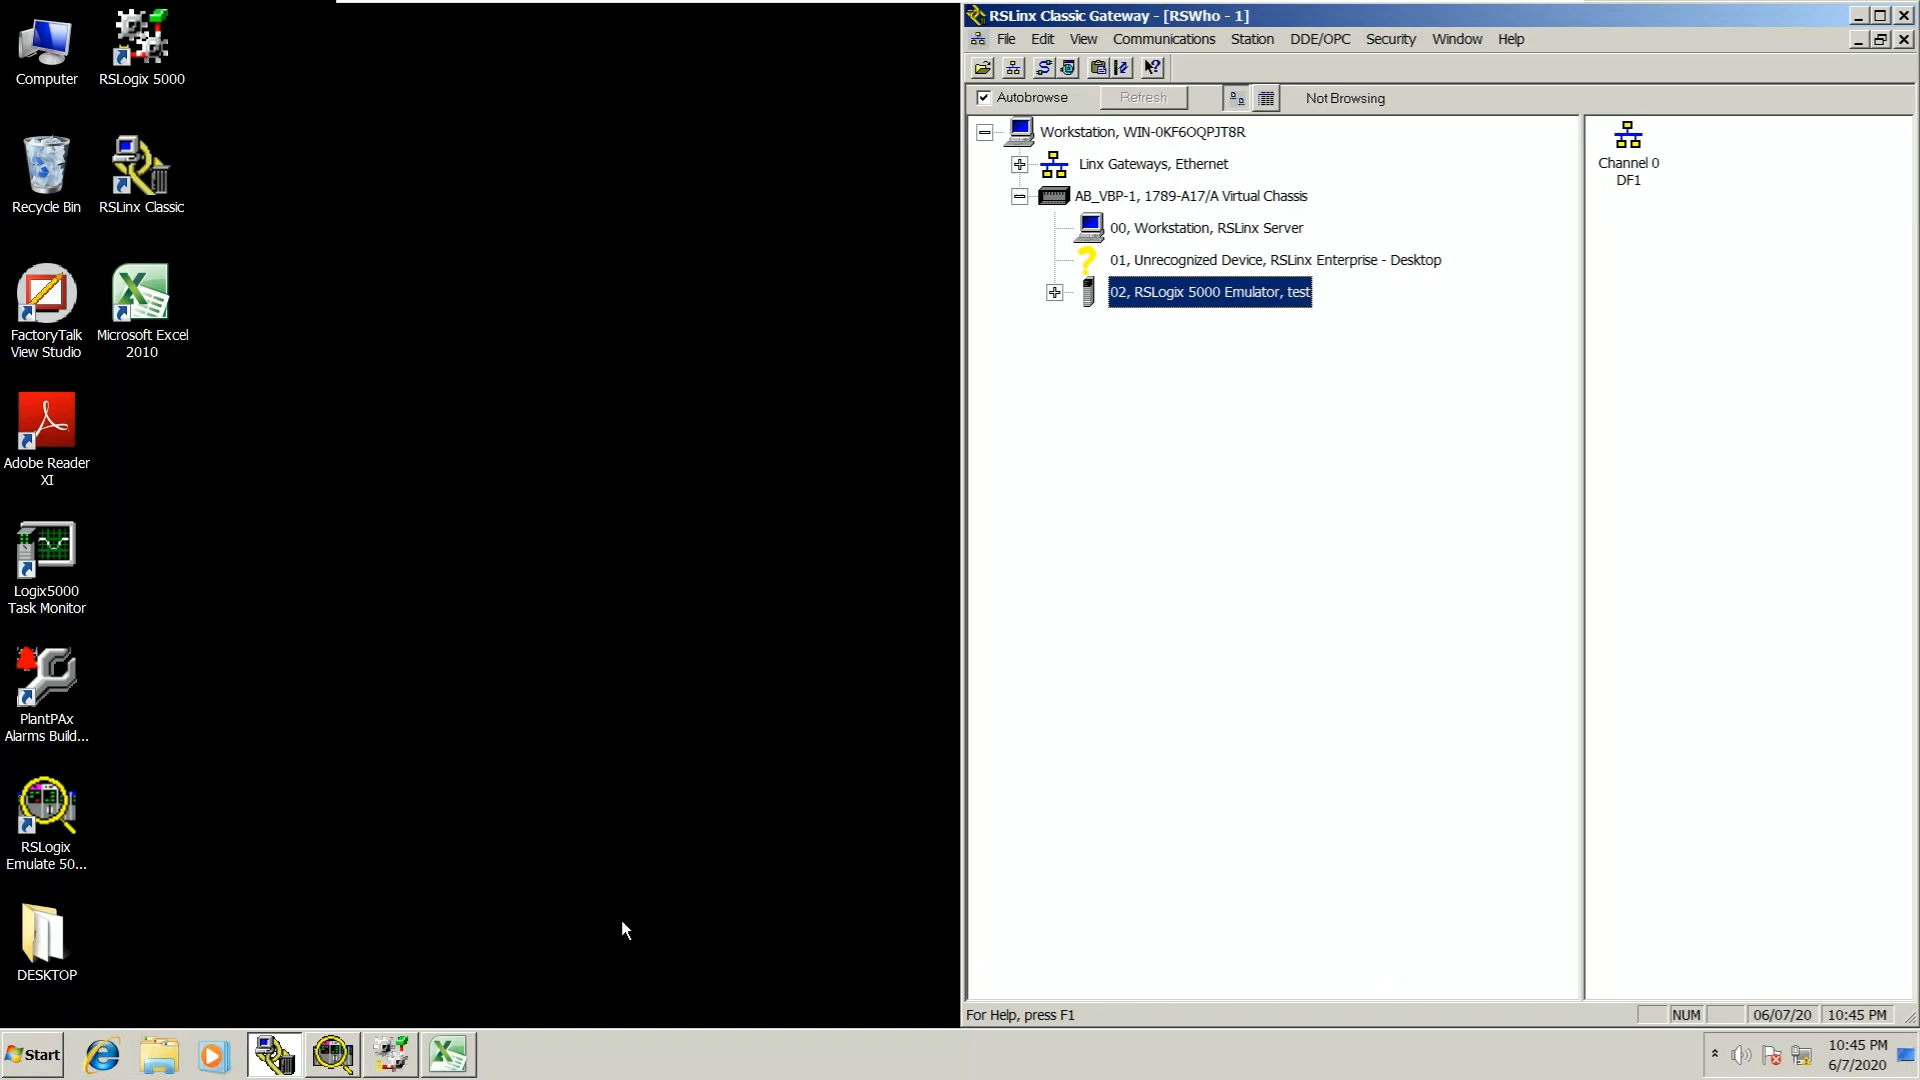 Computer
RSLogix 5000
Recycle Bin
RSLinx Classic
FactoryTalk
View Studio
Microsoft Excel
2010
Adobe Reader
XI
Logix5000
Task Monitor
PlantPAx
Alarms Build...
RSLogix
Emulate 50...
DESKTOP
RSLinx Classic Gateway - [RSWho - 1]
File Edit View Communications Station DDE/OPC Security Window Help
Autobrowse Refresh Not Browsing
Workstation, WIN-0KF6OQPJT8R
Linx Gateways, Ethernet
AB_VBP-1, 1789-A17/A Virtual Chassis
00, Workstation, RSLinx Server
01, Unrecognized Device, RSLinx Enterprise - Desktop
02, RSLogix 5000 Emulator, test
Channel 0
DF1
For Help, press F1
NUM 06/07/20 10:45 PM
Start
10:45 PM
6/7/2020